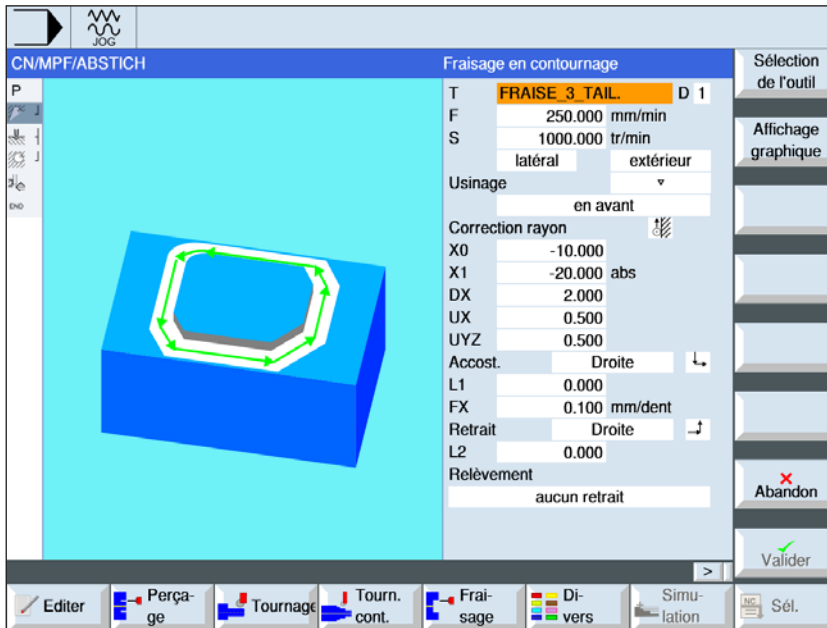 JOG
CN/MPF/ABSTICH
Fraisage en contournage
P
END
T FRAISE_3_TAIL. D 1
F 250.000 mm/min
S 1000.000 tr/min
latéral extérieur
Usinage ▿
en avant
Correction rayon
X0 -10.000
X1 -20.000 abs
DX 2.000
UX 0.500
UYZ 0.500
Accost. Droite
L1 0.000
FX 0.100 mm/dent
Retrait Droite
L2 0.000
Relèvement
aucun retrait
Sélection
de l'outil
Affichage
graphique
Abandon
Valider
>
Editer
Perça-
ge
Tournage
Tourn.
cont.
Frai-
sage
Di-
vers
Simu-
lation
NC
Sél.